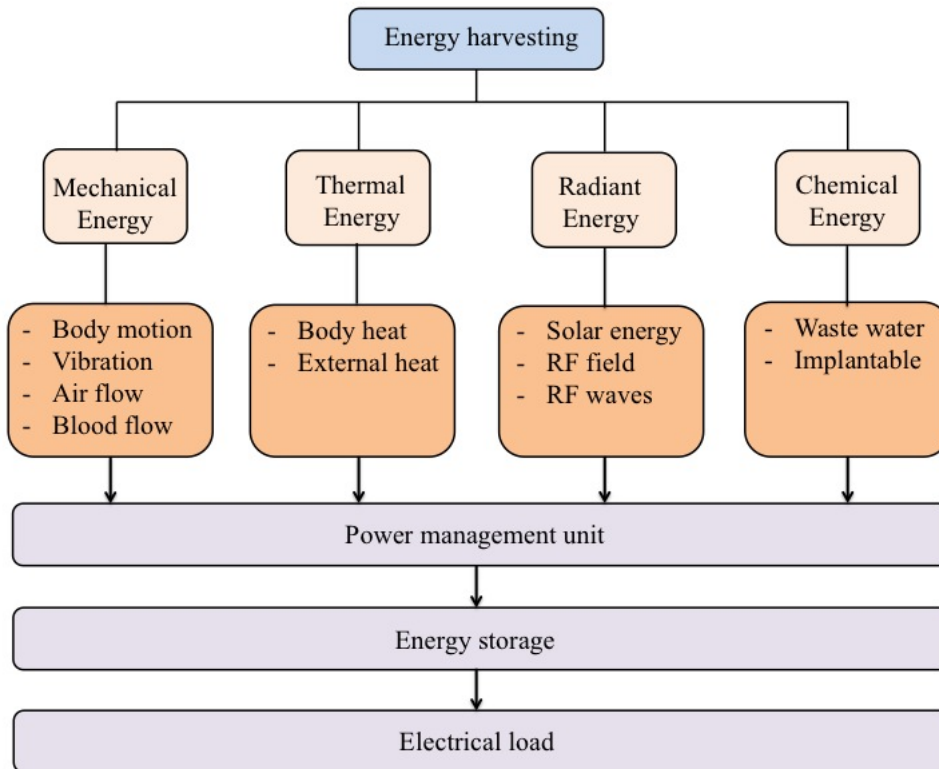 Energy harvesting
Mechanical
Energy
Thermal
Energy
Radiant
Energy
Chemical
Energy
- Body motion
- Vibration
- Air flow
- Blood flow
- Body heat
- External heat
- Solar energy
- RF field
- RF waves
- Waste water
- Implantable
Power management unit
Energy storage
Electrical load